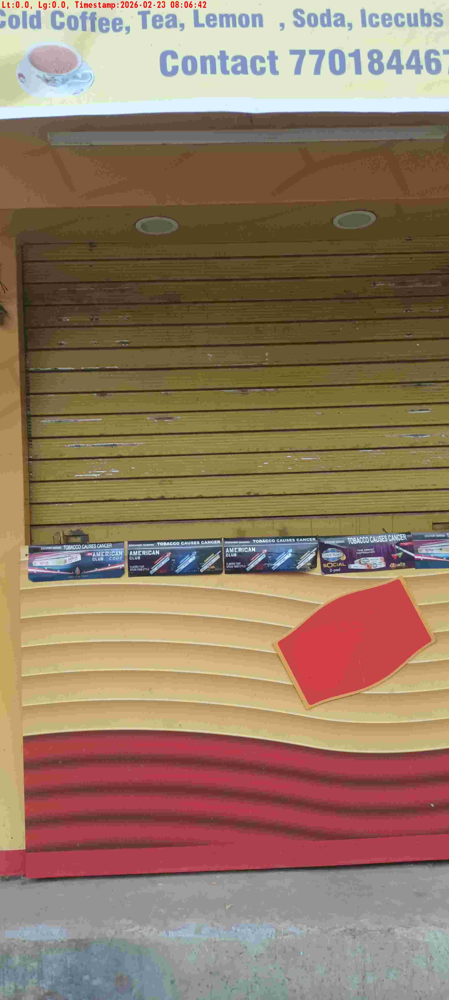 Lt:0.0, Lg:0.0, Timestamp:2026-02-23 08:06:42
Cold Coffee, Tea, Lemon , Soda, Icecubs
Contact 770184467
STATUTORY WARNING TOBACCO CAUSES CANCER
AMERICAN
CLUB CODE
GOLD LEAF TASTE
STATUTORY WARNING TOBACCO CAUSES CANCER
AMERICAN
CLUB
FLAVORS THAT
SPEAK YOUR STYLE
STATUTORY WARNING TOBACCO CAUSES CANCER
AMERICAN
CLUB
FLAVORS THAT
SPEAK YOUR STYLE
STATUTORY WARNING TOBACCO CAUSES CANCER
GOLD FLAKE
SOCIAL
2-pod
THE GREAT
REFRESHER
STATUTORY WARNING T